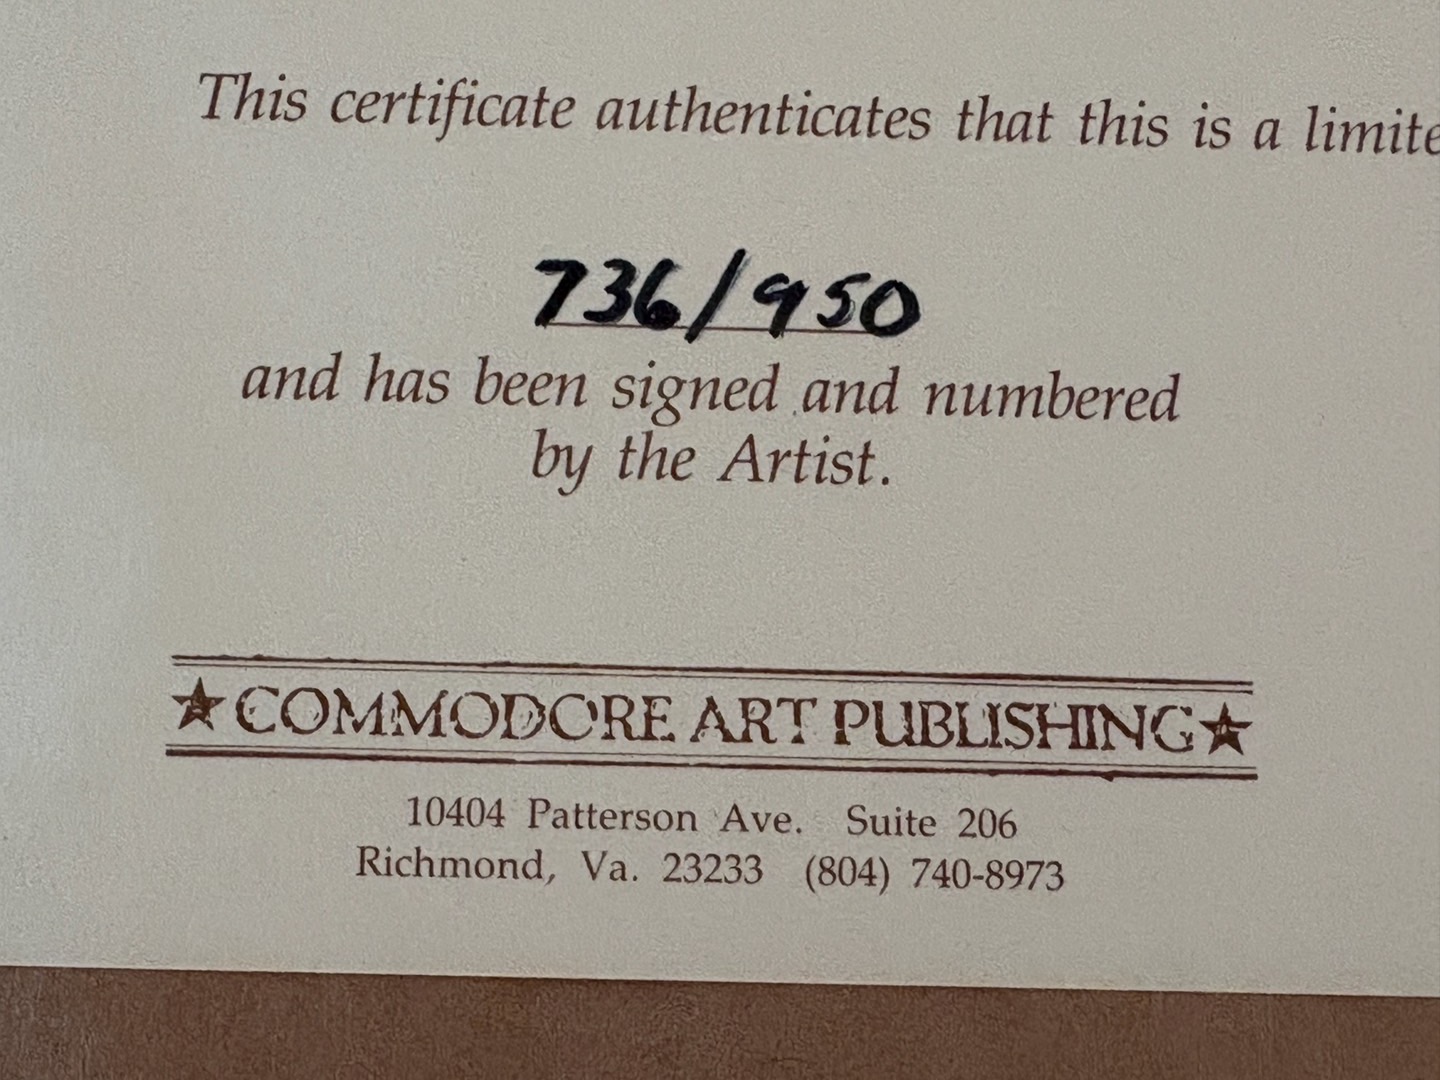 This certificate authenticates that this is a limite
736/950
and has been signed and numbered
by the Artist.
★COMMODORE ART PUBLISHING★
10404 Patterson Ave. Suite 206
Richmond, Va. 23233 (804) 740-8973